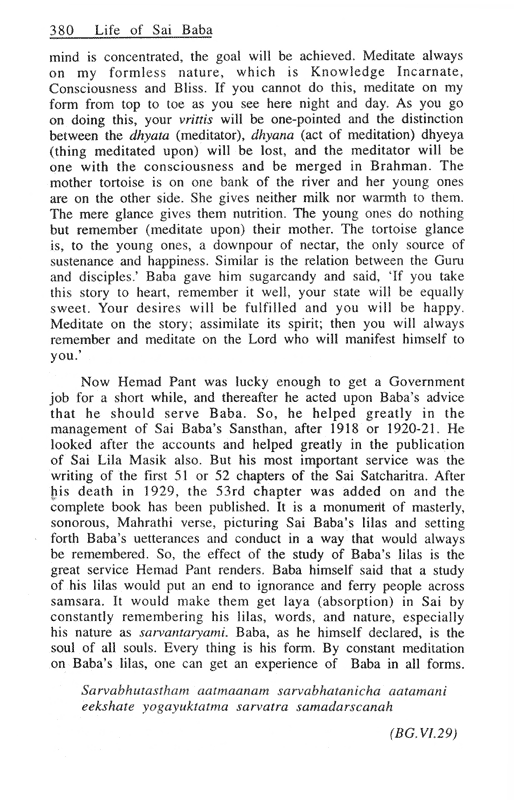 380 Life of Sai Baba
mind is concentrated, the goal will be achieved. Meditate always
on my formless nature, which is Knowledge Incarnate,
Consciousness and Bliss. If you cannot do this, meditate on my
form from top to toe as you see here night and day. As you go
on doing this, your vrittis will be one-pointed and the distinction
between the dhyata (meditator), dhyana (act of meditation) dhyeya
(thing meditated upon) will be lost, and the meditator will be
one with the consciousness and be merged in Brahman. The
mother tortoise is on one bank of the river and her young ones
are on the other side. She gives neither milk nor warmth to them.
The mere glance gives them nutrition. The young ones do nothing
but remember (meditate upon) their mother. The tortoise glance
is, to the young ones, a downpour of nectar, the only source of
sustenance and happiness. Similar is the relation between the Guru
and disciples.’ Baba gave him sugarcandy and said, ‘If you take
this story to heart, remember it well, your state will be equally
sweet. Your desires will be fulfilled and you will be happy.
Meditate on the story; assimilate its spirit; then you will always
remember and meditate on the Lord who will manifest himself to
you.’
Now Hemad Pant was lucky enough to get a Government
job for a short while, and thereafter he acted upon Baba’s advice
that he should serve Baba. So, he helped greatly in the
management of Sai Baba’s Sansthan, after 1918 or 1920-21. He
looked after the accounts and helped greatly in the publication
of Sai Lila Masik also. But his most important service was the
writing of the first 51 or 52 chapters of the Sai Satcharitra. After
his death in 1929, the 53rd chapter was added on and the
complete book has been published. It is a monument of masterly,
sonorous, Mahrathi verse, picturing Sai Baba’s lilas and setting
forth Baba’s uetterances and conduct in a way that would always
be remembered. So, the effect of the study of Baba’s lilas is the
great service Hemad Pant renders. Baba himself said that a study
of his lilas would put an end to ignorance and ferry people across
samsara. It would make them get laya (absorption) in Sai by
constantly remembering his lilas, words, and nature, especially
his nature as sarvantaryami. Baba, as he himself declared, is the
soul of all souls. Every thing is his form. By constant meditation
on Baba’s lilas, one can get an experience of Baba in all forms.
Sarvabhutastham aatmaanam sarvabhatanicha aatamani
eekshate yogayuktatma sarvatra samadarscanah
(BG.VI.29)